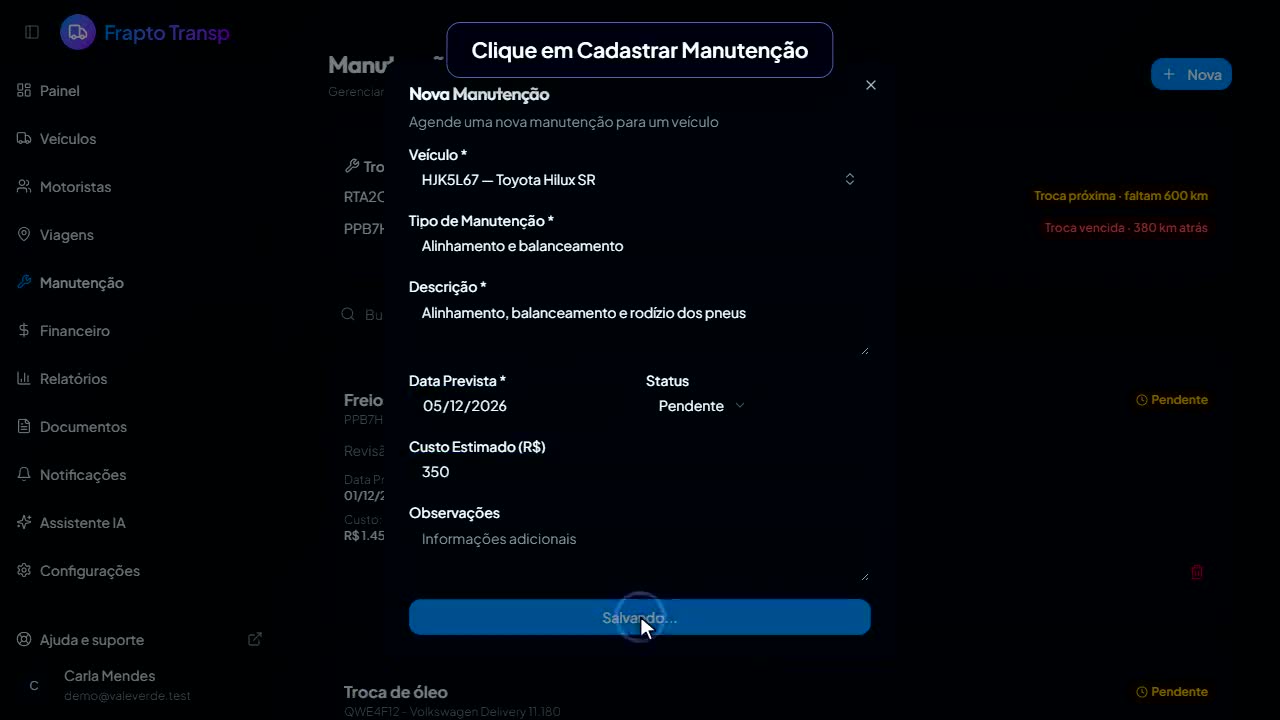 Frapto Transp
Clique em Cadastrar Manutenção
Nova
Painel
Veículos
Motoristas
Viagens
Manutenção
Financeiro
Relatórios
Documentos
Notificações
Assistente IA
Configurações
Ajuda e suporte
C
Carla Mendes
demo@valeverde.test
Troca próxima · faltam 600 km
Troca vencida · 380 km atrás
Nova Manutenção
Agende uma nova manutenção para um veículo
Veículo *
HJK5L67 — Toyota Hilux SR
Tipo de Manutenção *
Alinhamento e balanceamento
Descrição *
Alinhamento, balanceamento e rodízio dos pneus
Data Prevista * Status
05/12/2026 Pendente
Custo Estimado (R$)
350
Observações
Informações adicionais
Salvando...
Pendente
Troca de óleo
QWE4F12 - Volkswagen Delivery 11.180
Pendente